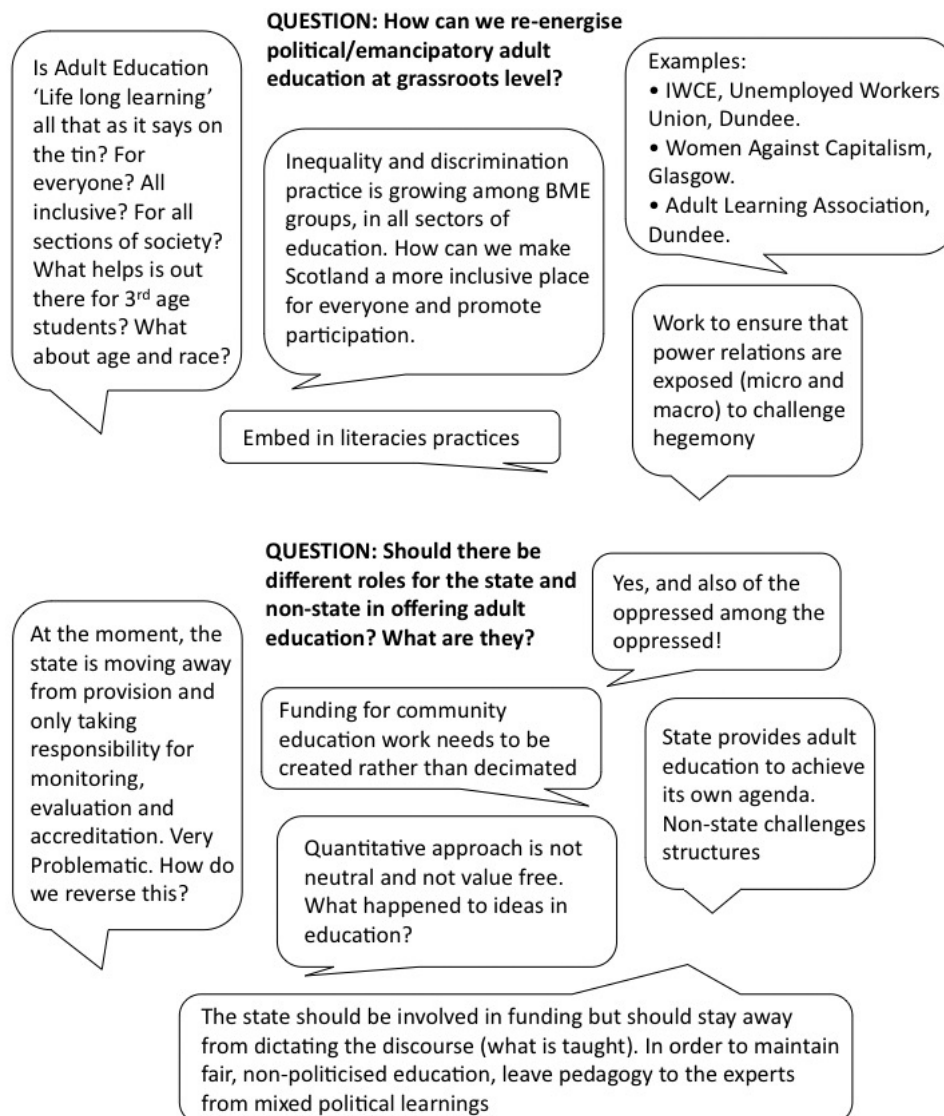 QUESTION: How can we re-energise
political/emancipatory adult
education at grassroots level?
Is Adult Education
‘Life long learning’
all that as it says on
the tin? For
everyone? All
inclusive? For all
sections of society?
What helps is out
there for 3rd age
students? What
about age and race?
Inequality and discrimination
practice is growing among BME
groups, in all sectors of
education. How can we make
Scotland a more inclusive place
for everyone and promote
participation.
Examples:
• IWCE, Unemployed Workers
Union, Dundee.
• Women Against Capitalism,
Glasgow.
• Adult Learning Association,
Dundee.
Work to ensure that
power relations are
exposed (micro and
macro) to challenge
hegemony
Embed in literacies practices
QUESTION: Should there be
different roles for the state and
non-state in offering adult
education? What are they?
Yes, and also of the
oppressed among the
oppressed!
At the moment, the
state is moving away
from provision and
only taking
responsibility for
monitoring,
evaluation and
accreditation. Very
Problematic. How do
we reverse this?
Funding for community
education work needs to be
created rather than decimated
State provides adult
education to achieve
its own agenda.
Non-state challenges
structures
Quantitative approach is not
neutral and not value free.
What happened to ideas in
education?
The state should be involved in funding but should stay away
from dictating the discourse (what is taught). In order to maintain
fair, non-politicised education, leave pedagogy to the experts
from mixed political learnings